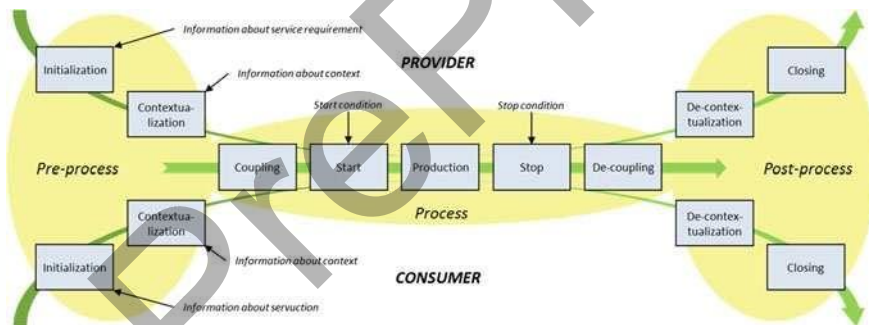 Information about service requirement
Initialization
PROVIDER
Closing
Information about context
Contextua-
lization
Start condition
Stop condition
De-contex-
tualization
Pre-process
Coupling
Start
Production
Stop
De-coupling
Post-process
Process
Contextua-
lization
De-contex-
tualization
Information about context
Initialization
CONSUMER
Closing
Information about servuction
PrePr